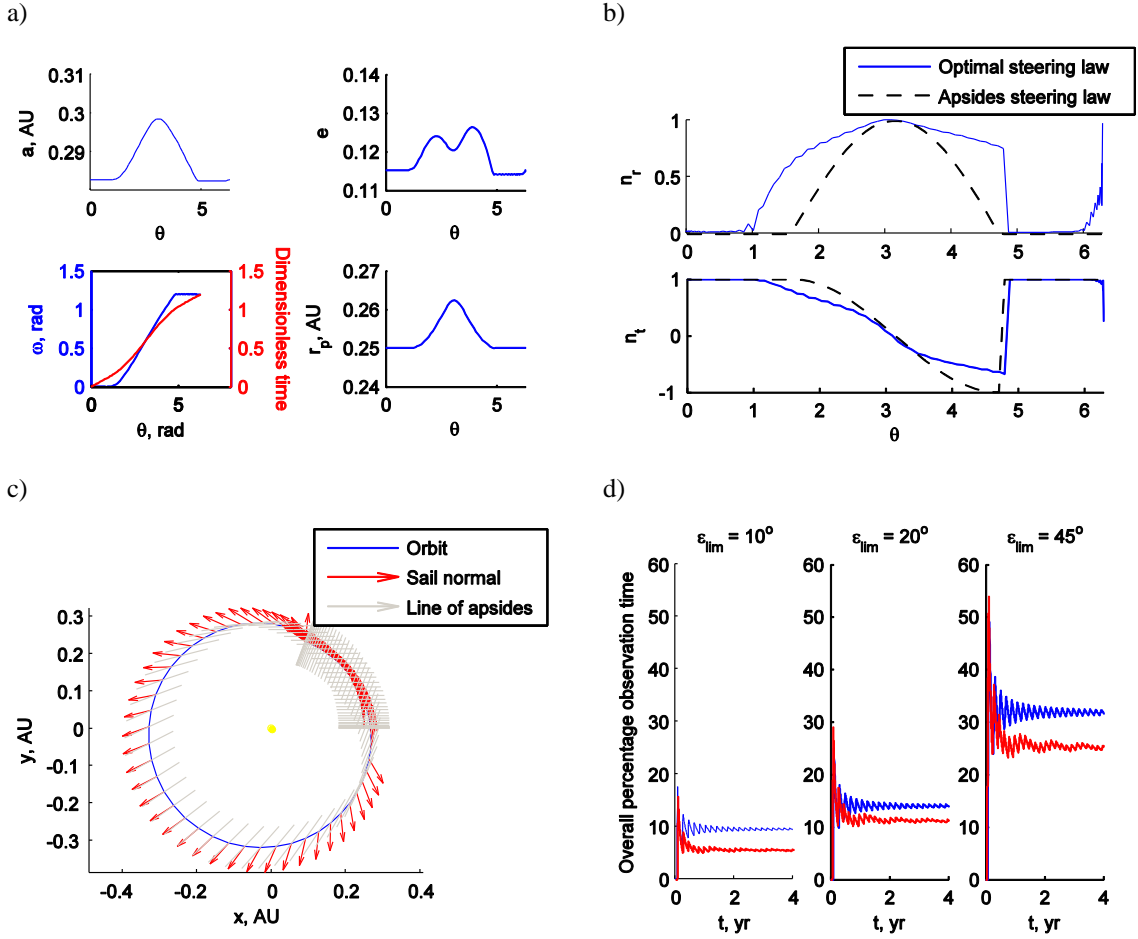 a)
0.31
0.3
0.29
a, AU
0
5
θ
0.14
0.13
0.12
0.11
e
0
5
θ
1.5
1
0.5
0
ω, rad
1.5
1
0.5
0
Dimensionless time
0
5
θ, rad
0.27
0.26
0.25
0.24
r_p, AU
0
5
θ
b)
Optimal steering law
Apsides steering law
1
0.5
0
n_r
0 1 2 3 4 5 6
1
0
-1
n_t
0 1 2 3 4 5 6
θ
c)
Orbit
Sail normal
Line of apsides
0.3
0.2
0.1
0
-0.1
-0.2
-0.3
y, AU
-0.4 -0.2 0 0.2 0.4
x, AU
d)
Overall percentage observation time
ε_lim = 10°
60
50
40
30
20
10
0
0 2 4
t, yr
ε_lim = 20°
60
50
40
30
20
10
0
0 2 4
t, yr
ε_lim = 45°
60
50
40
30
20
10
0
0 2 4
t, yr